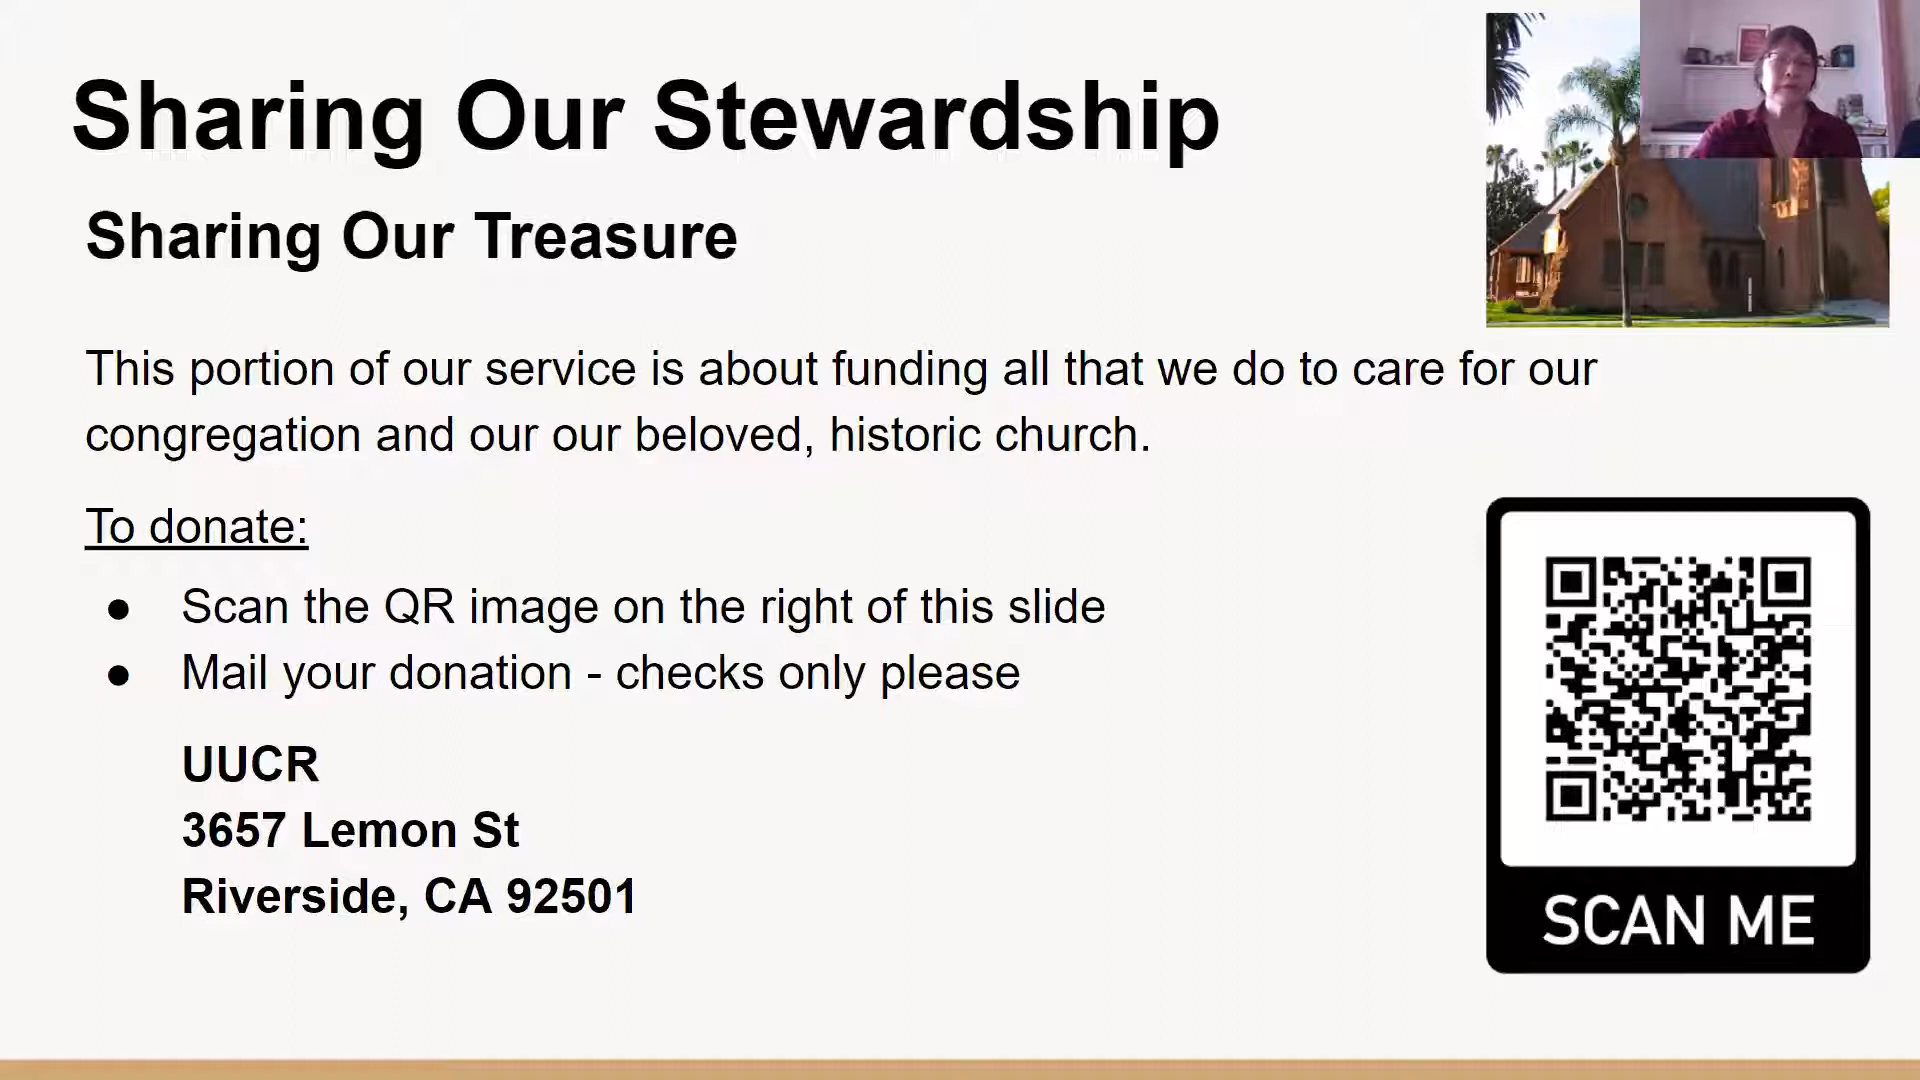 Sharing Our Stewardship
Sharing Our Treasure
This portion of our service is about funding all that we do to care for our
congregation and our our beloved, historic church.
To donate:
● Scan the QR image on the right of this slide
● Mail your donation - checks only please
UUCR
3657 Lemon St
Riverside, CA 92501
SCAN ME